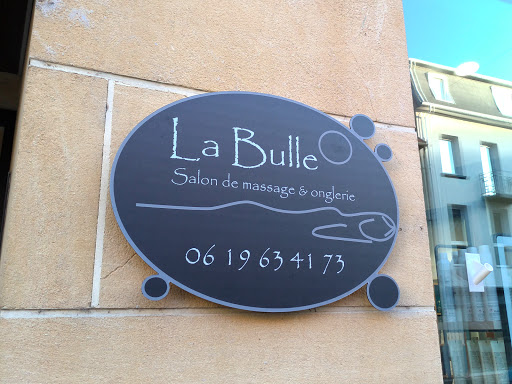 La Bulle
Salon de massage & onglerie
06 19 63 41 73